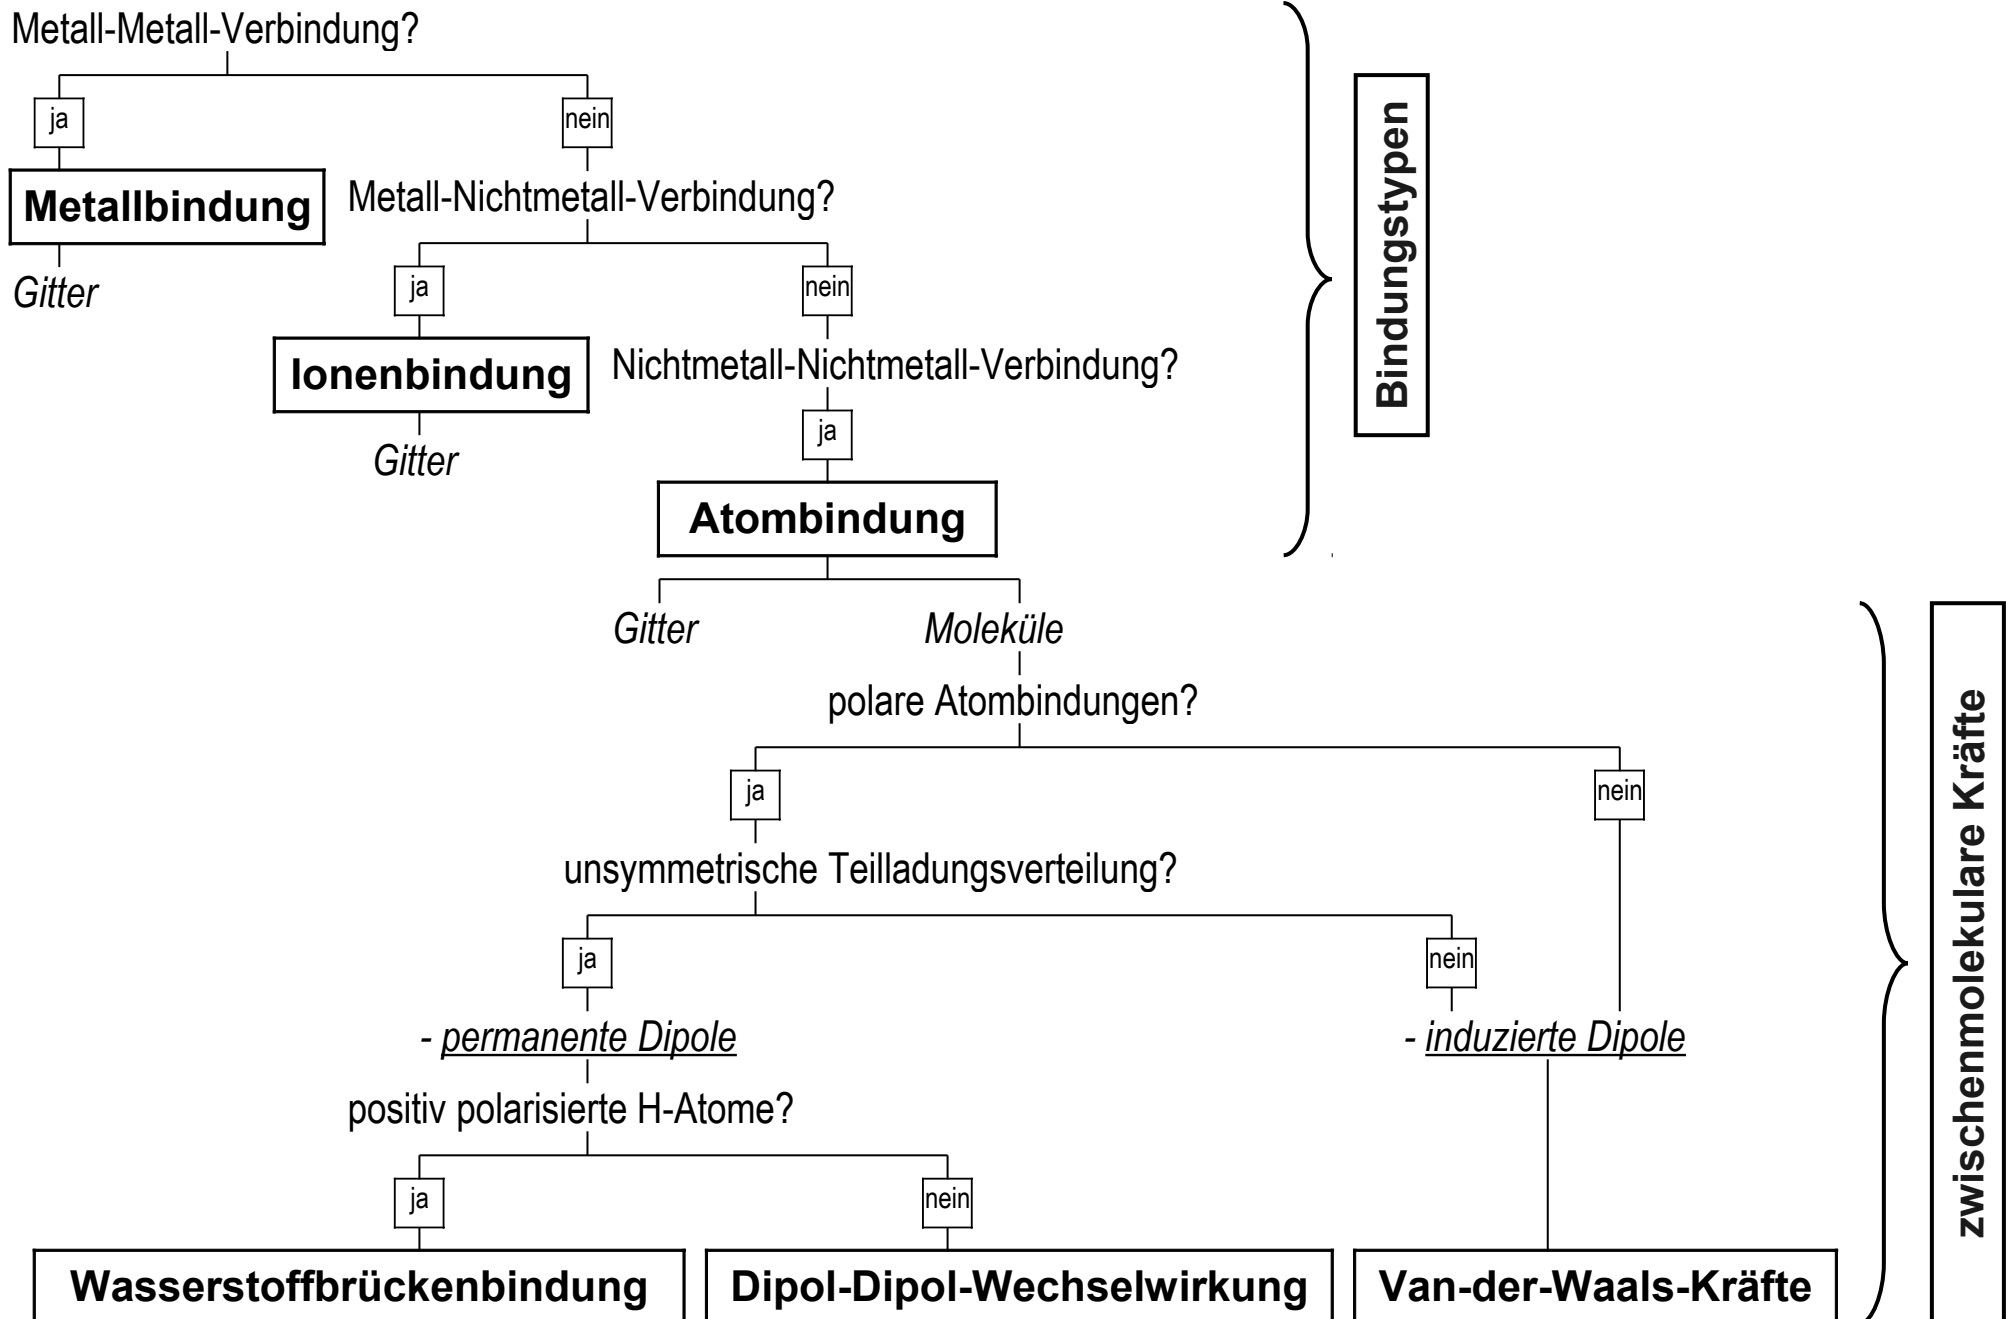 Metall-Metall-Verbindung?
ja
nein
Metallbindung
Metall-Nichtmetall-Verbindung?
Gitter
ja
nein
Ionenbindung
Nichtmetall-Nichtmetall-Verbindung?
Gitter
ja
Atombindung
Bindungstypen
Gitter
Moleküle
polare Atombindungen?
ja
nein
unsymmetrische Teilladungsverteilung?
ja
nein
- permanente Dipole
- induzierte Dipole
positiv polarisierte H-Atome?
ja
nein
Wasserstoffbrückenbindung
Dipol-Dipol-Wechselwirkung
Van-der-Waals-Kräfte
zwischenmolekulare Kräfte